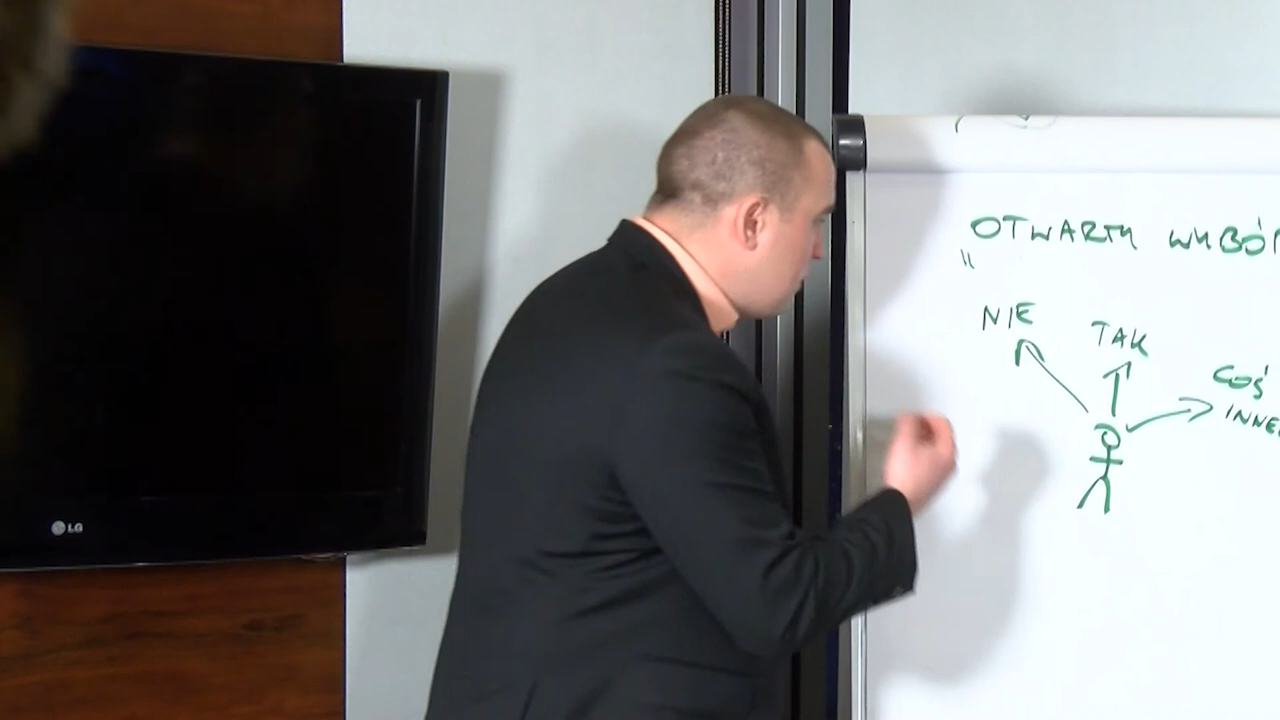 OTWARTY WYBÓR
"
NIE
TAK
COŚ
INNE
LG